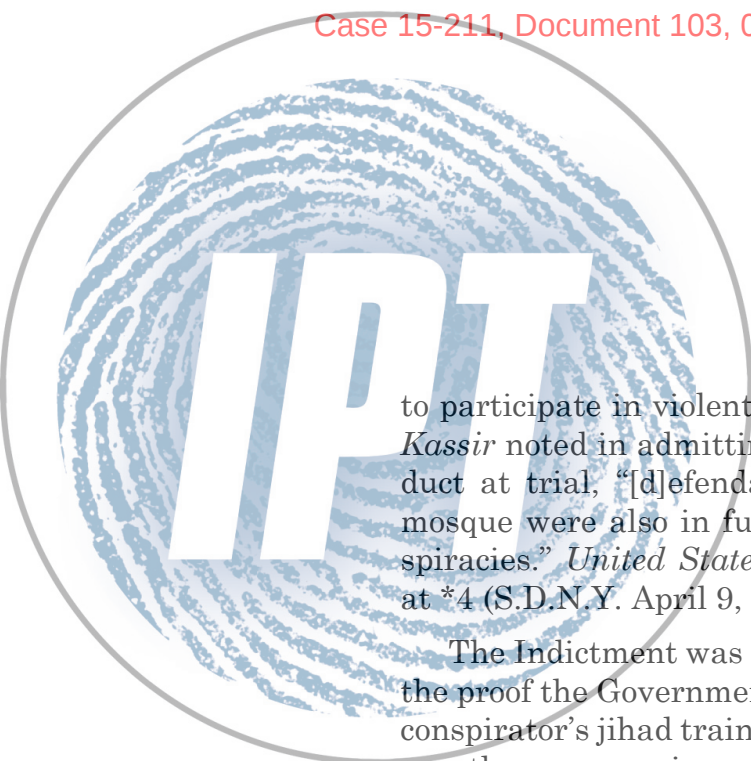 Case 15-211, Document 103, 0
IPT
to participate in violent
Kassir noted in admittin
duct at trial, “[d]efenda
mosque were also in fu
spiracies.” United State
at *4 (S.D.N.Y. April 9,
The Indictment was
the proof the Governme
conspirator’s jihad train